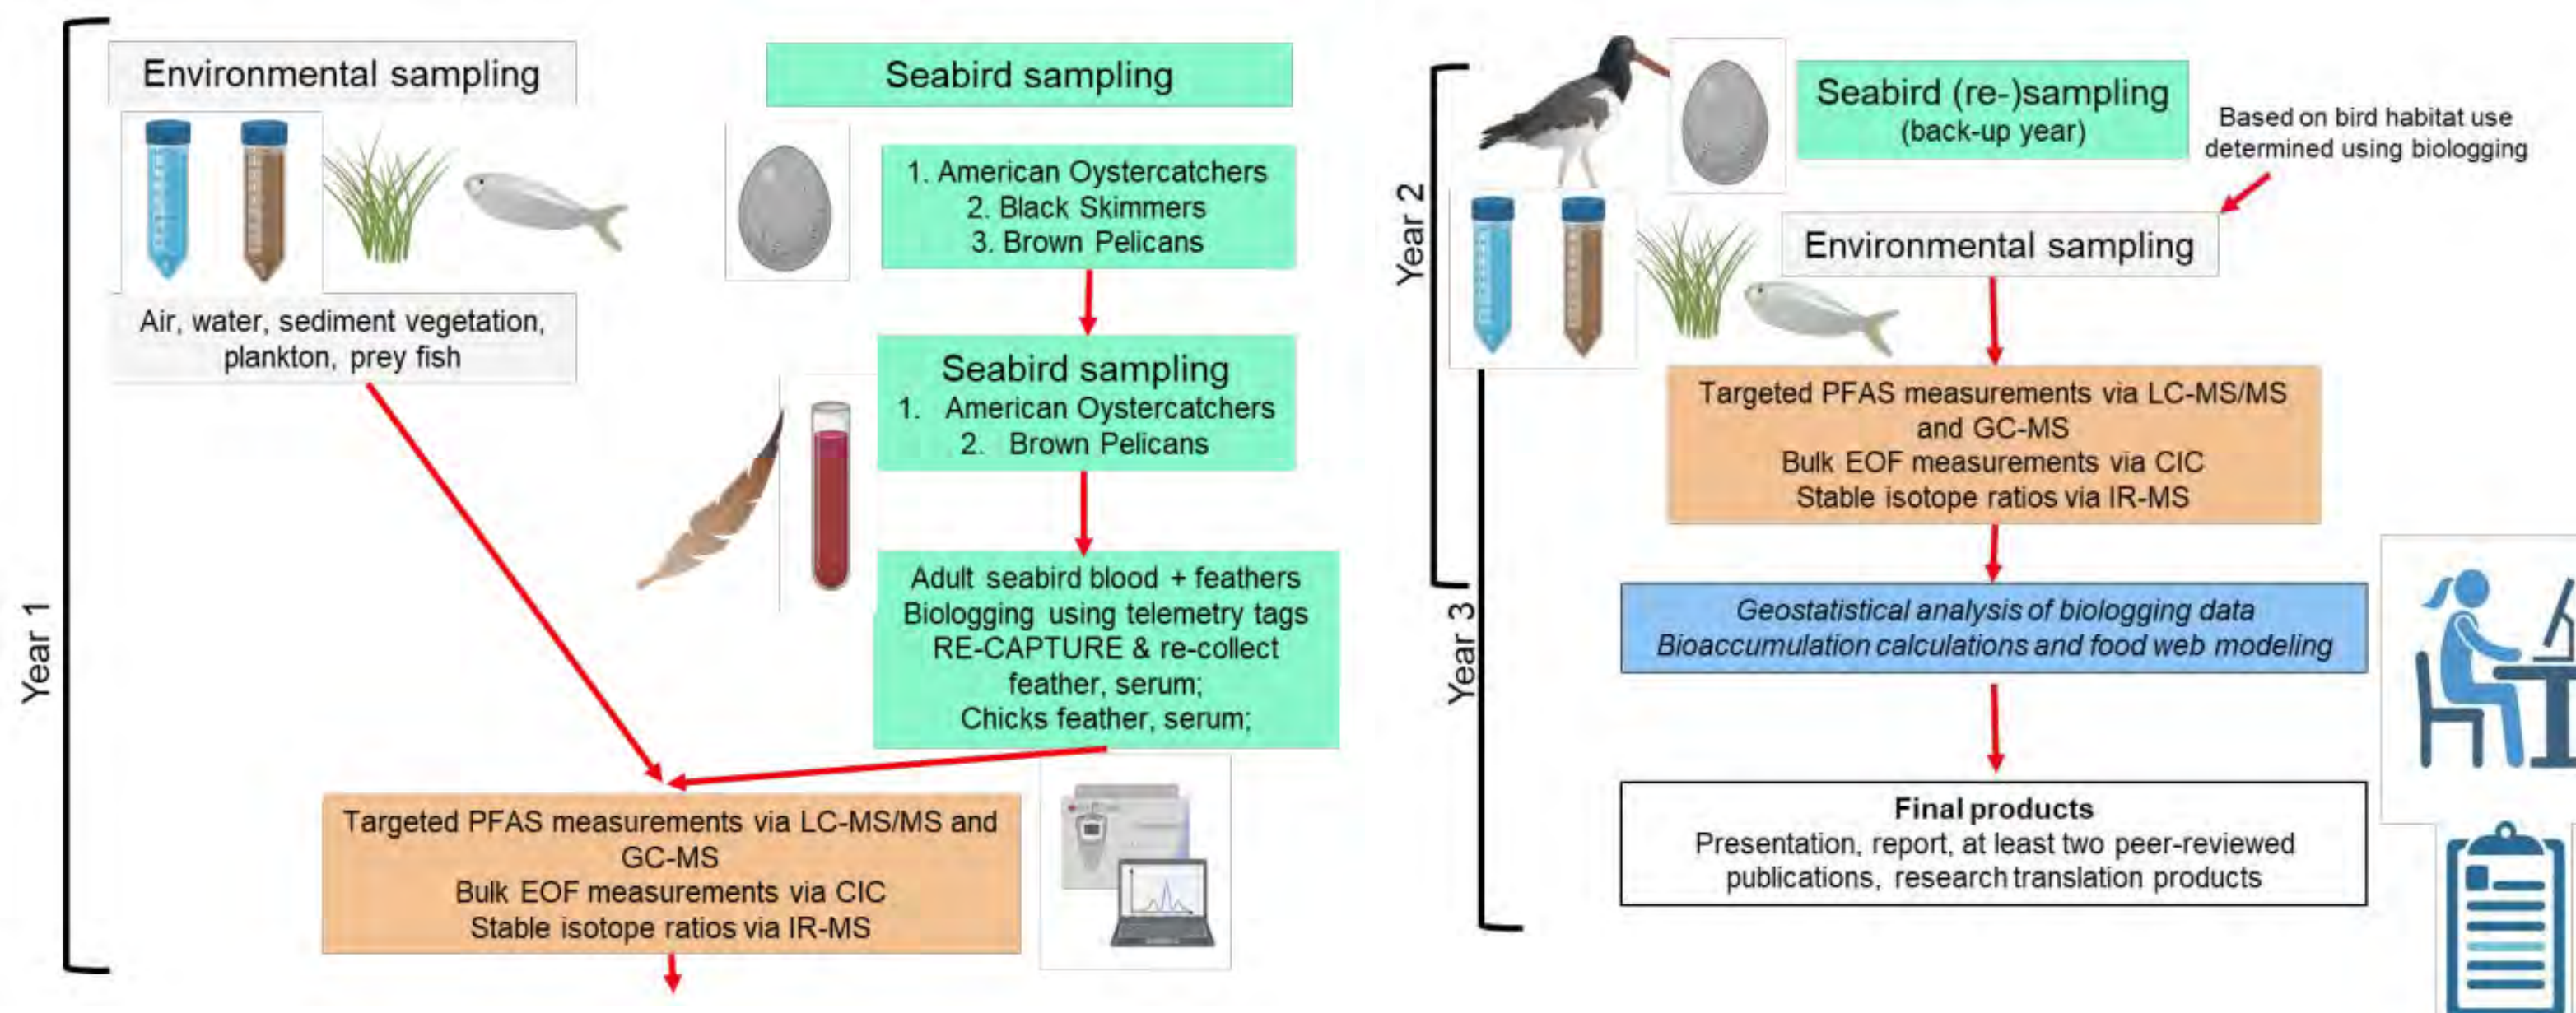 Year 1
Environmental sampling
Air, water, sediment vegetation,
plankton, prey fish
Seabird sampling
1. American Oystercatchers
2. Black Skimmers
3. Brown Pelicans
Seabird sampling
1. American Oystercatchers
2. Brown Pelicans
Adult seabird blood + feathers
Biologging using telemetry tags
RE-CAPTURE & re-collect
feather, serum;
Chicks feather, serum;
Targeted PFAS measurements via LC-MS/MS and
GC-MS
Bulk EOF measurements via CIC
Stable isotope ratios via IR-MS
Year 2
Seabird (re-)sampling
(back-up year)
Based on bird habitat use
determined using biologging
Environmental sampling
Targeted PFAS measurements via LC-MS/MS
and GC-MS
Bulk EOF measurements via CIC
Stable isotope ratios via IR-MS
Year 3
Geostatistical analysis of biologging data
Bioaccumulation calculations and food web modeling
Final products
Presentation, report, at least two peer-reviewed
publications, research translation products